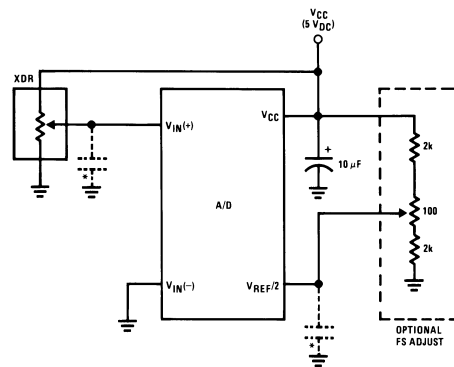 VCC
(5 VDC)
XDR
VIN(+)
VCC
+
10 µF
2k
100
2k
*
A/D
VIN(−)
VREF/2
*
OPTIONAL
FS ADJUST